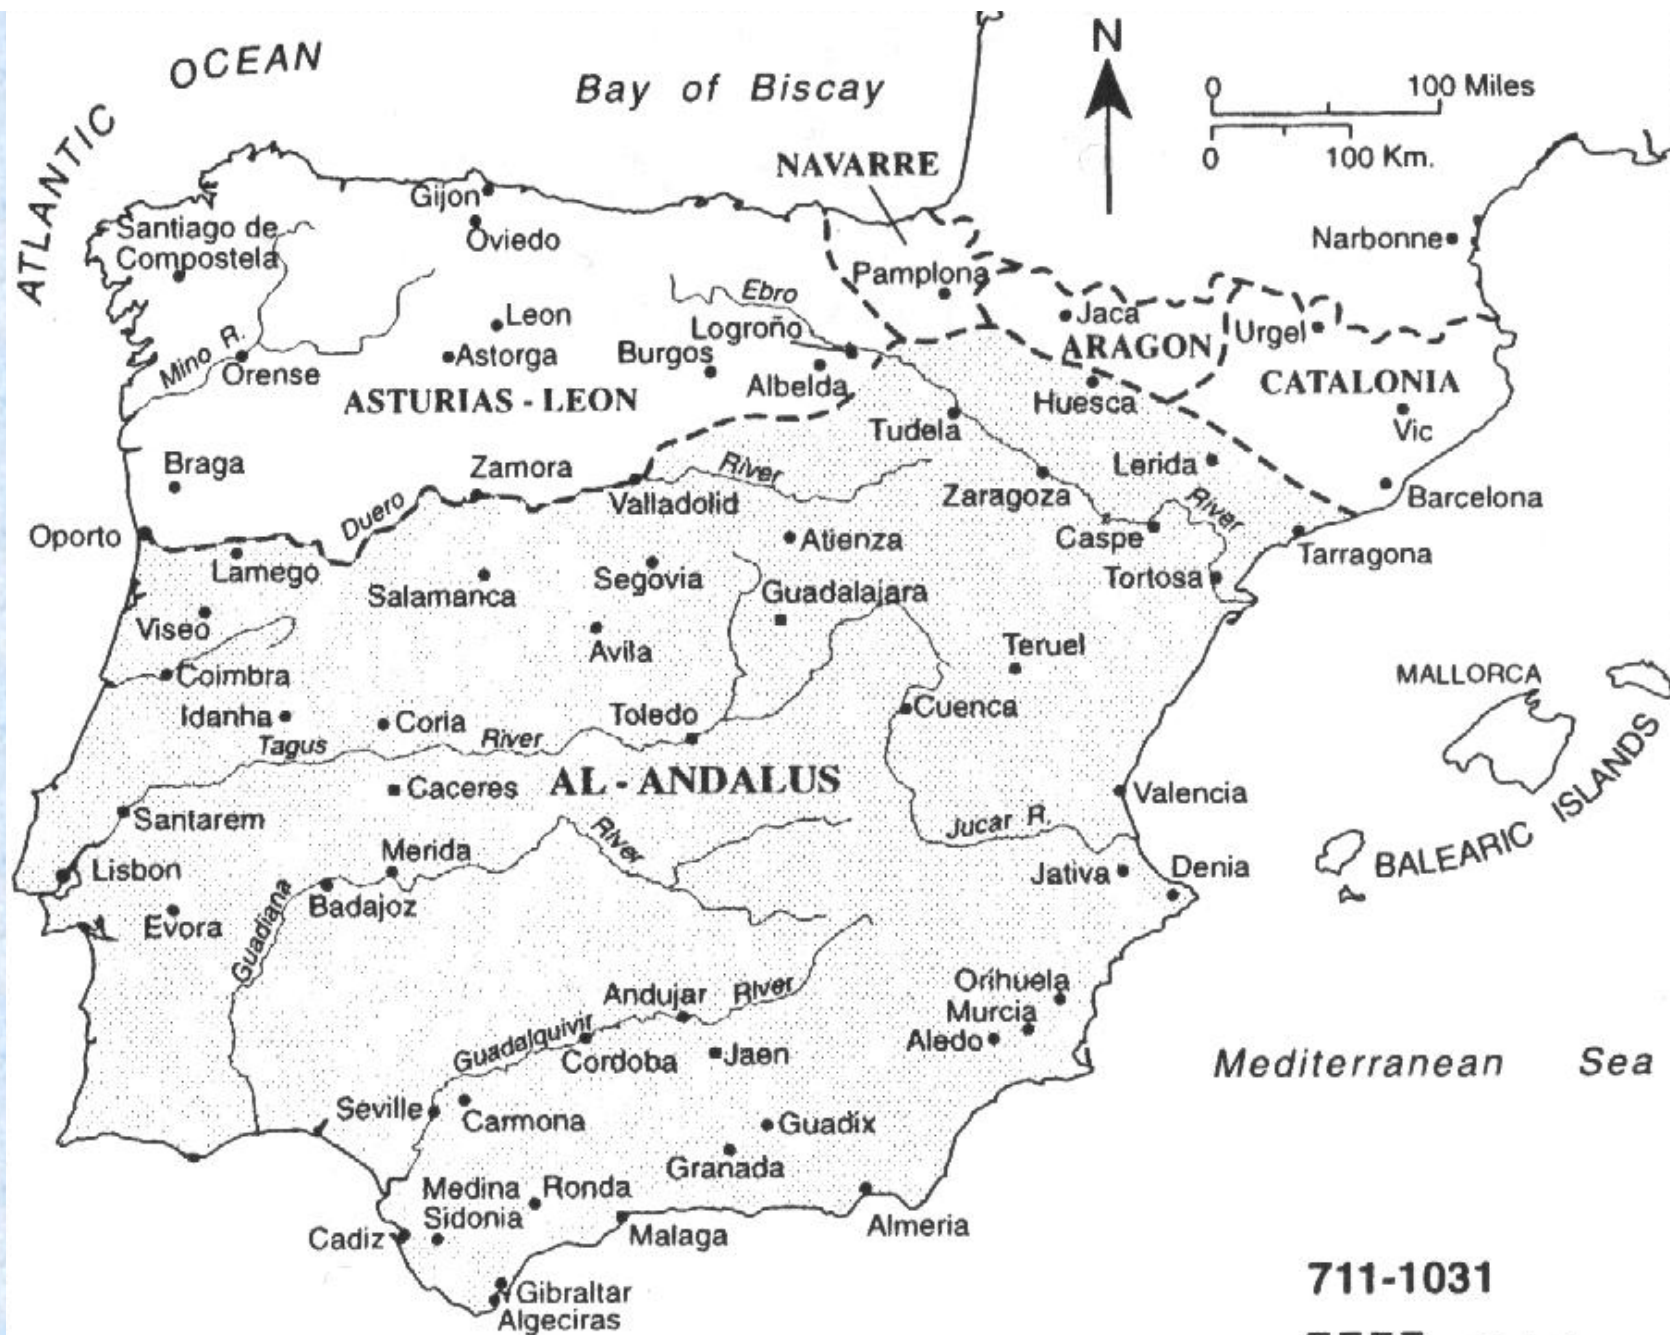 ATLANTIC OCEAN
Bay of Biscay
N
0 100 Miles
0 100 Km.
NAVARRE
Gijon
Oviedo
Santiago de
Compostela
Narbonne
Pamplona
Ebro
Logroño
Jaca
ARAGON
Urgel
CATALONIA
Leon
Astorga
Burgos
Albelda
Mino R.
Orense
ASTURIAS - LEON
Huesca
Vic
Tudela
Braga
Zamora
River
Valladolid
Duero
Lerida
Zaragoza
River
Barcelona
Oporto
Lamego
Atienza
Caspe
Tarragona
Salamanca
Segovia
Guadalajara
Tortosa
Viseo
Avila
Teruel
Coimbra
MALLORCA
Idanha
Coria
Toledo
Cuenca
Tagus River
Caceres
AL - ANDALUS
Valencia
BALEARIC ISLANDS
Santarem
Jucar R.
Lisbon
Merida
River
Jativa
Denia
Evora
Badajoz
Guadiana
Orihuela
Andujar
River
Murcia
Guadalquivir
Cordoba
Jaen
Aledo
Mediterranean Sea
Seville
Carmona
Guadix
Granada
Medina
Sidonia
Ronda
Cadiz
Malaga
Almeria
Gibraltar
Algeciras
711-1031